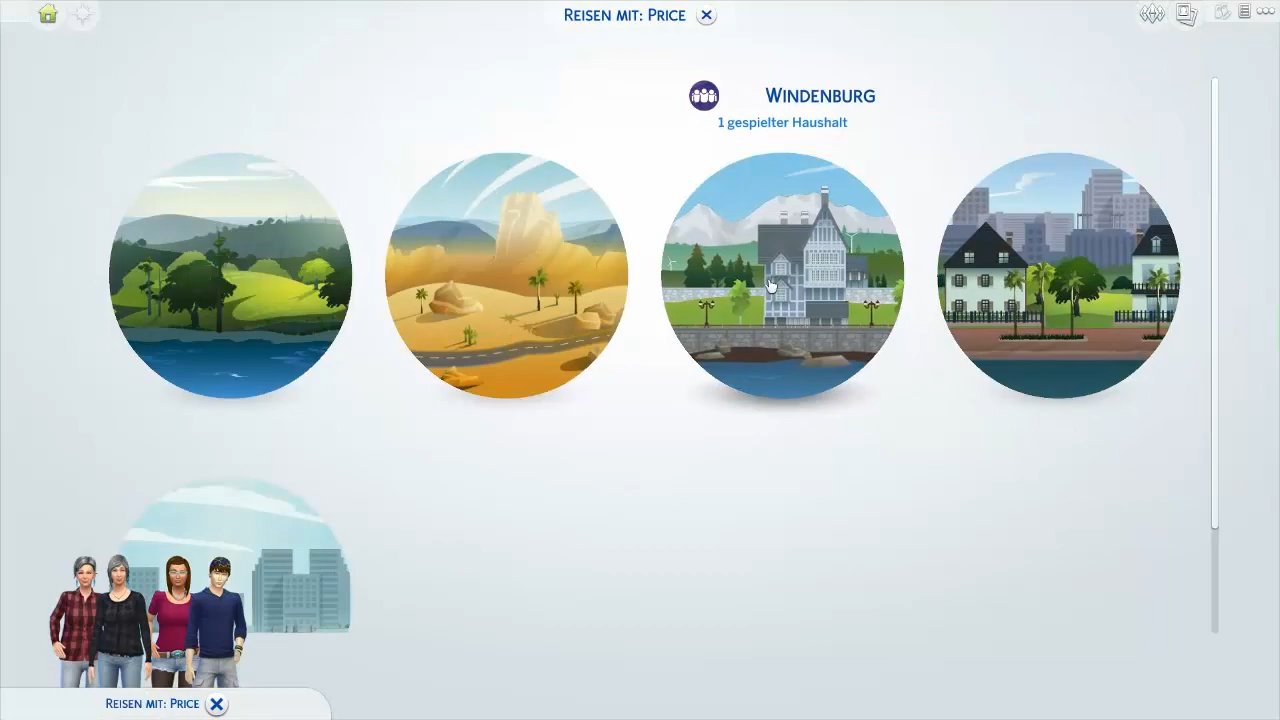 REISEN MIT: PRICE
WINDENBURG
1 gespielter Haushalt
REISEN MIT: PRICE